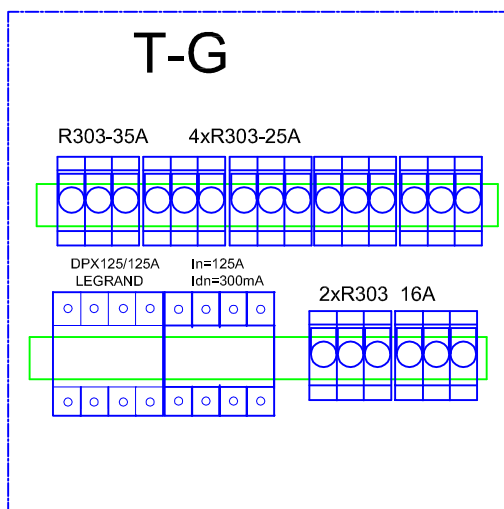 T-G
R303-35A 4xR303-25A
DPX125/125A In=125A
LEGRAND Idn=300mA
2xR303 16A